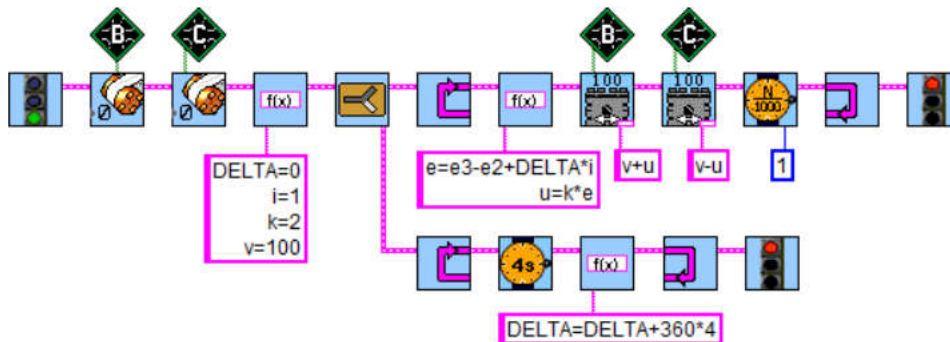 B
C
B
C
0
0
f(x)
f(x)
100
100
N
1000
DELTA=0
i=1
k=2
v=100
e=e3-e2+DELTA*i
u=k*e
v+u
v-u
1
4s
f(x)
DELTA=DELTA+360*4